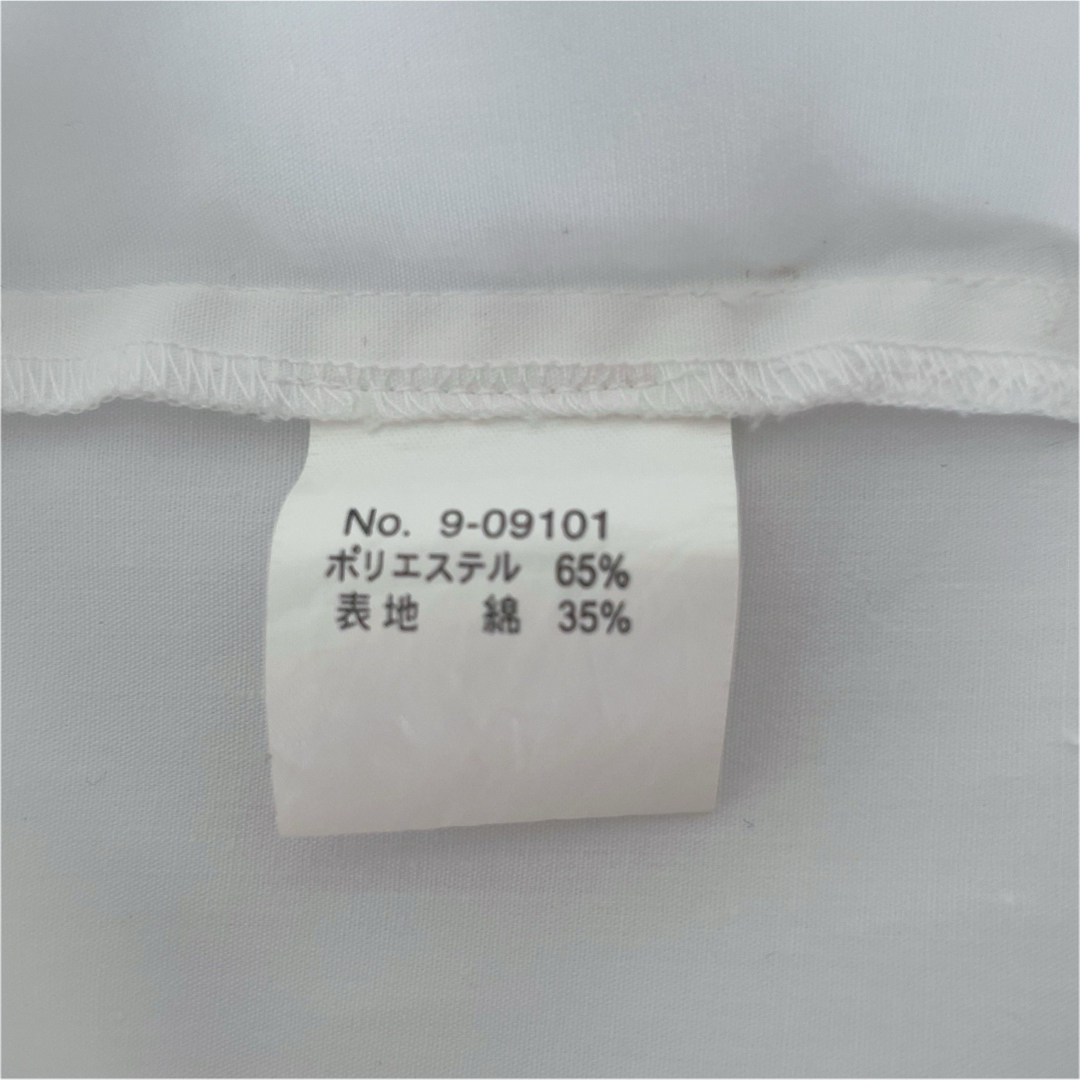 No. 9-09101
ポリエステル 65%
表地 綿 35%